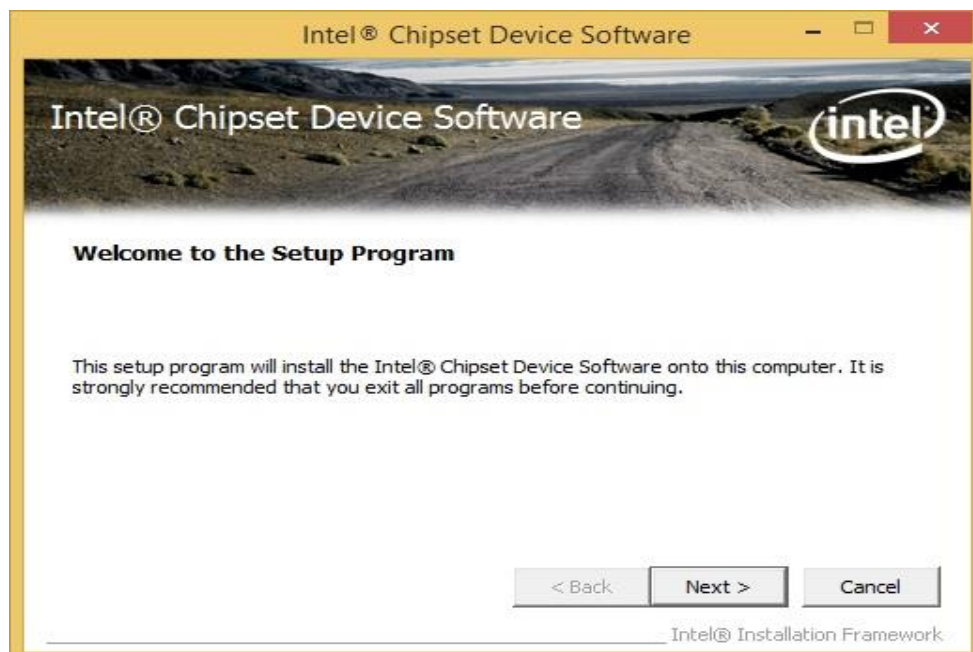 Intel® Chipset Device Software
Intel® Chipset Device Software
intel
Welcome to the Setup Program
This setup program will install the Intel® Chipset Device Software onto this computer. It is
strongly recommended that you exit all programs before continuing.
< Back Next > Cancel
Intel® Installation Framework